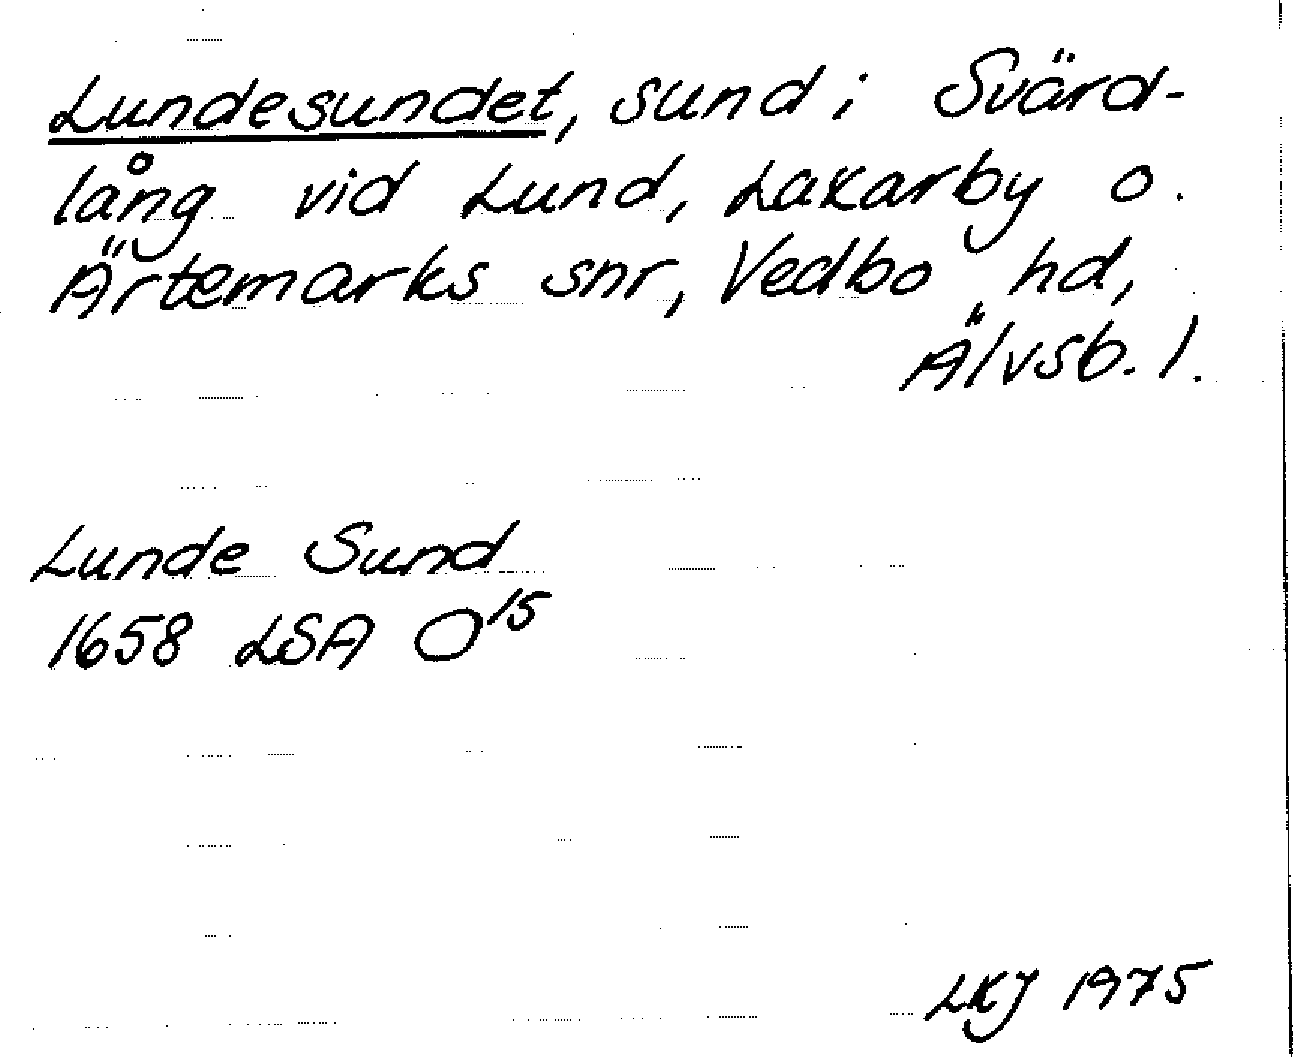 Lundesundet, sund i Svärd-
lång vid Lund, Laxarby o.
Ärtemarks snr, Vedbo hd,
Älvsb. l.
Lunde Sund
1658 LSA O15
LKJ 1975